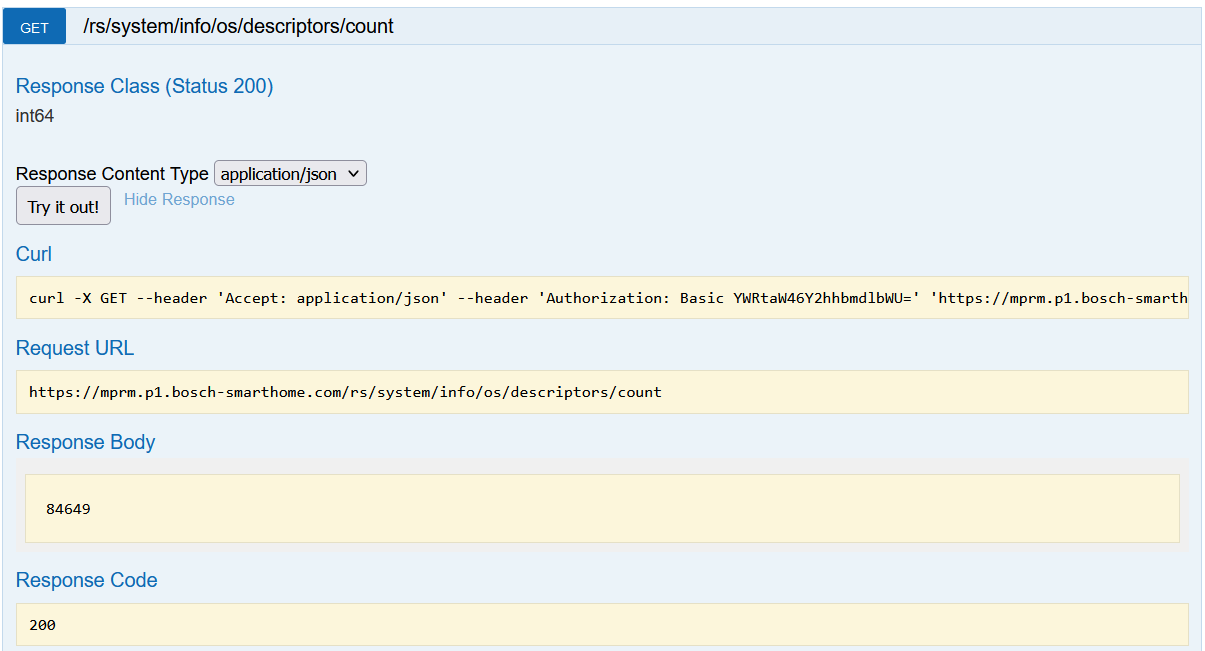 GET /rs/system/info/os/descriptors/count
Response Class (Status 200)
int64
Response Content Type application/json
Try it out! Hide Response
Curl
curl -X GET --header 'Accept: application/json' --header 'Authorization: Basic YWRtaW46Y2hhbmdlbWU=' 'https://mprm.p1.bosch-smarth
Request URL
https://mprm.p1.bosch-smarthome.com/rs/system/info/os/descriptors/count
Response Body
84649
Response Code
200